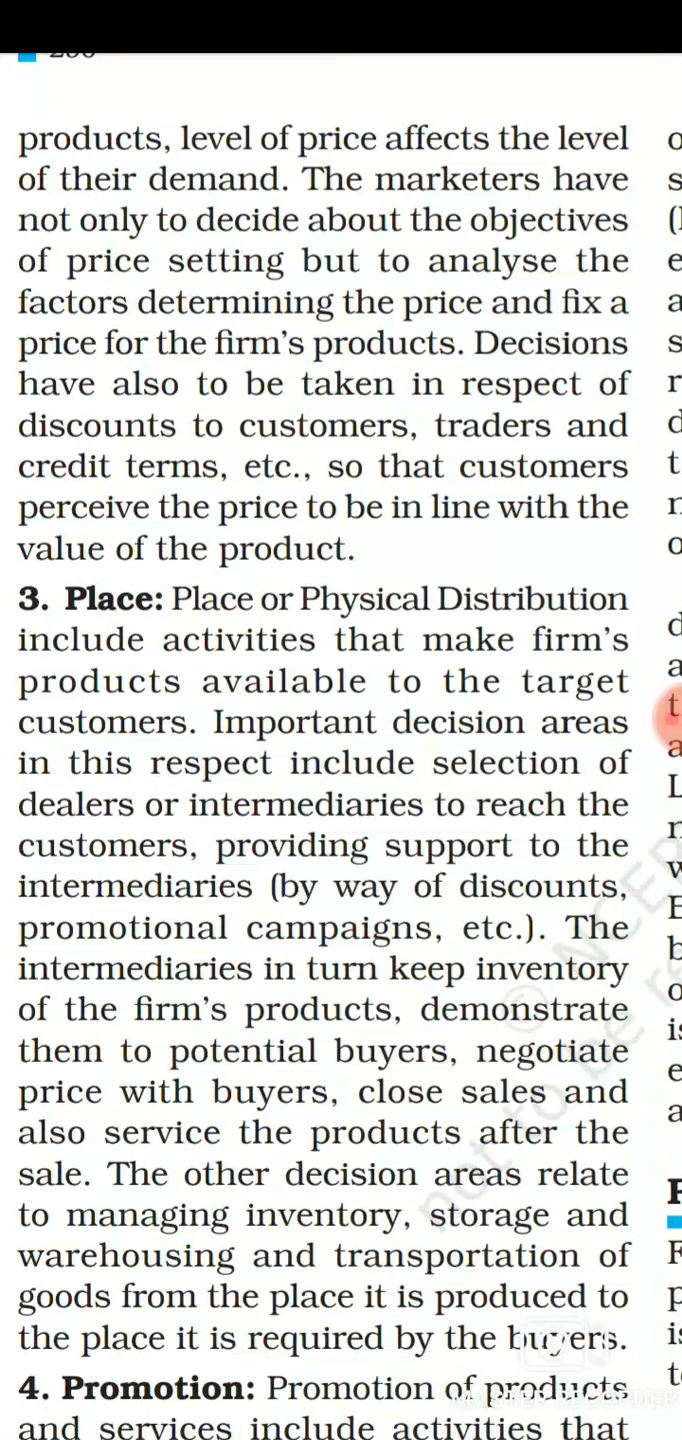 products, level of price affects the level
of their demand. The marketers have
not only to decide about the objectives
of price setting but to analyse the
factors determining the price and fix a
price for the firm's products. Decisions
have also to be taken in respect of
discounts to customers, traders and
credit terms, etc., so that customers
perceive the price to be in line with the
value of the product.
3. Place: Place or Physical Distribution
include activities that make firm's
products available to the target
customers. Important decision areas
in this respect include selection of
dealers or intermediaries to reach the
customers, providing support to the
intermediaries (by way of discounts,
promotional campaigns, etc.). The
intermediaries in turn keep inventory
of the firm's products, demonstrate
them to potential buyers, negotiate
price with buyers, close sales and
also service the products after the
sale. The other decision areas relate
to managing inventory, storage and
warehousing and transportation of
goods from the place it is produced to
the place it is required by the buyers.
4. Promotion: Promotion of products
and services include activities that
© NCER
not to be re